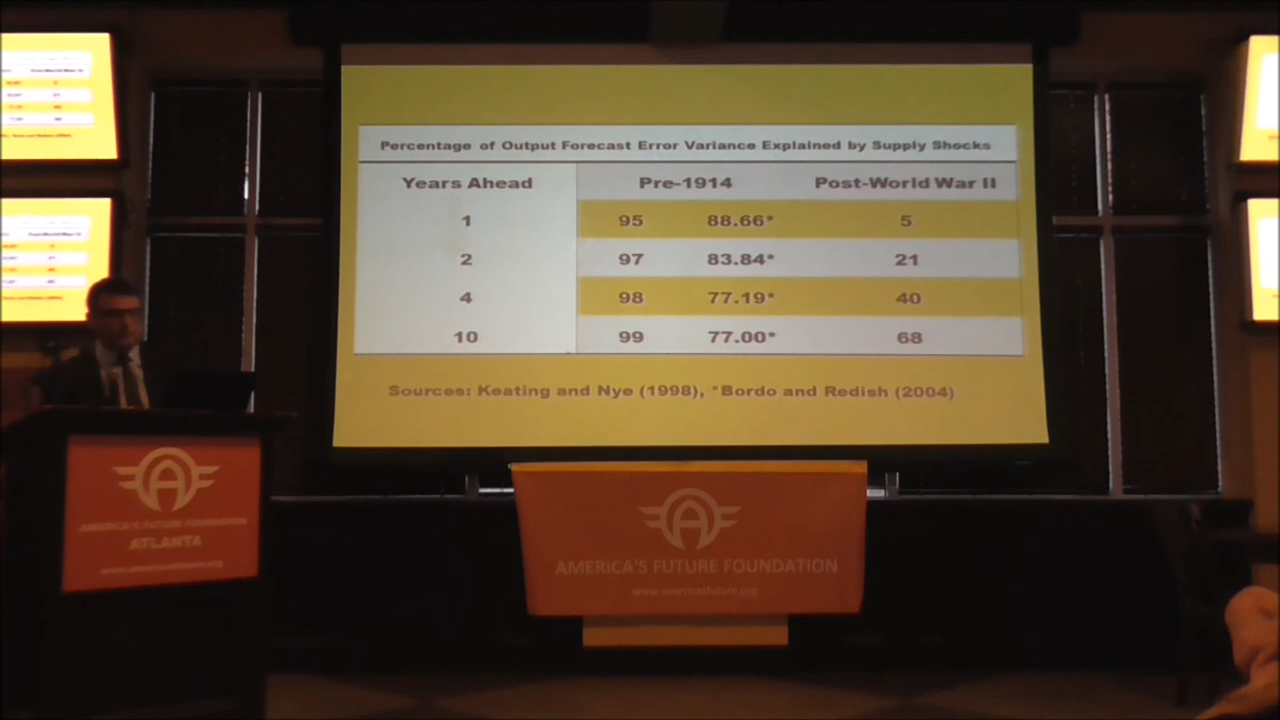 Percentage of Output Forecast Error Variance Explained by Supply Shocks
Years Ahead Pre-1914 Post-World War II
1 95 88.66* 5
2 97 83.84* 21
4 98 77.19* 40
10 99 77.00* 68
Sources: Keating and Nye (1998), *Bordo and Redish (2004)
AMERICA'S FUTURE FOUNDATION
ATLANTA
www.americasfuture.org
AMERICA'S FUTURE FOUNDATION
www.americasfuture.org